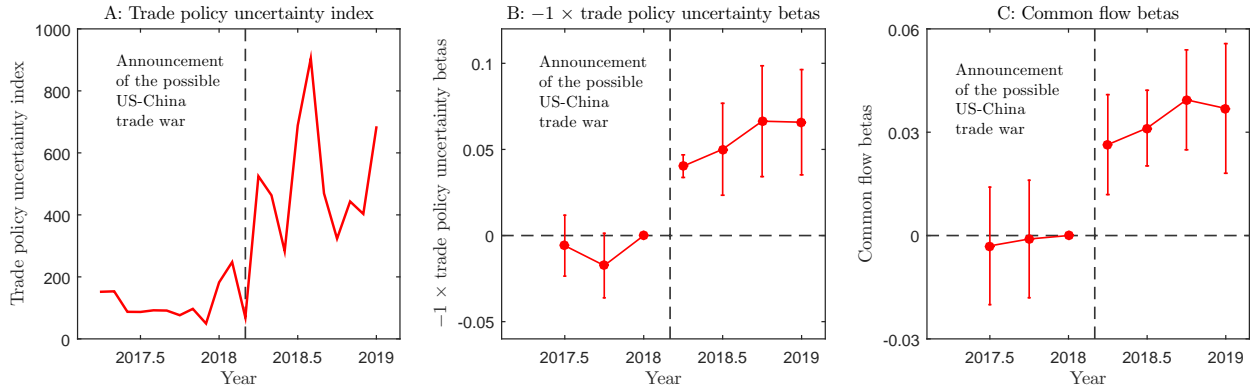 A: Trade policy uncertainty index
Trade policy uncertainty index
1000
800
600
400
200
0
Announcement
of the possible
US-China
trade war
2017.5
2018
2018.5
2019
Year
B: −1 × trade policy uncertainty betas
−1 × trade policy uncertainty betas
0.1
0.05
0
-0.05
Announcement
of the possible
US-China
trade war
2017.5
2018
2018.5
2019
Year
C: Common flow betas
Common flow betas
0.06
0.03
0
-0.03
Announcement
of the possible
US-China
trade war
2017.5
2018
2018.5
2019
Year